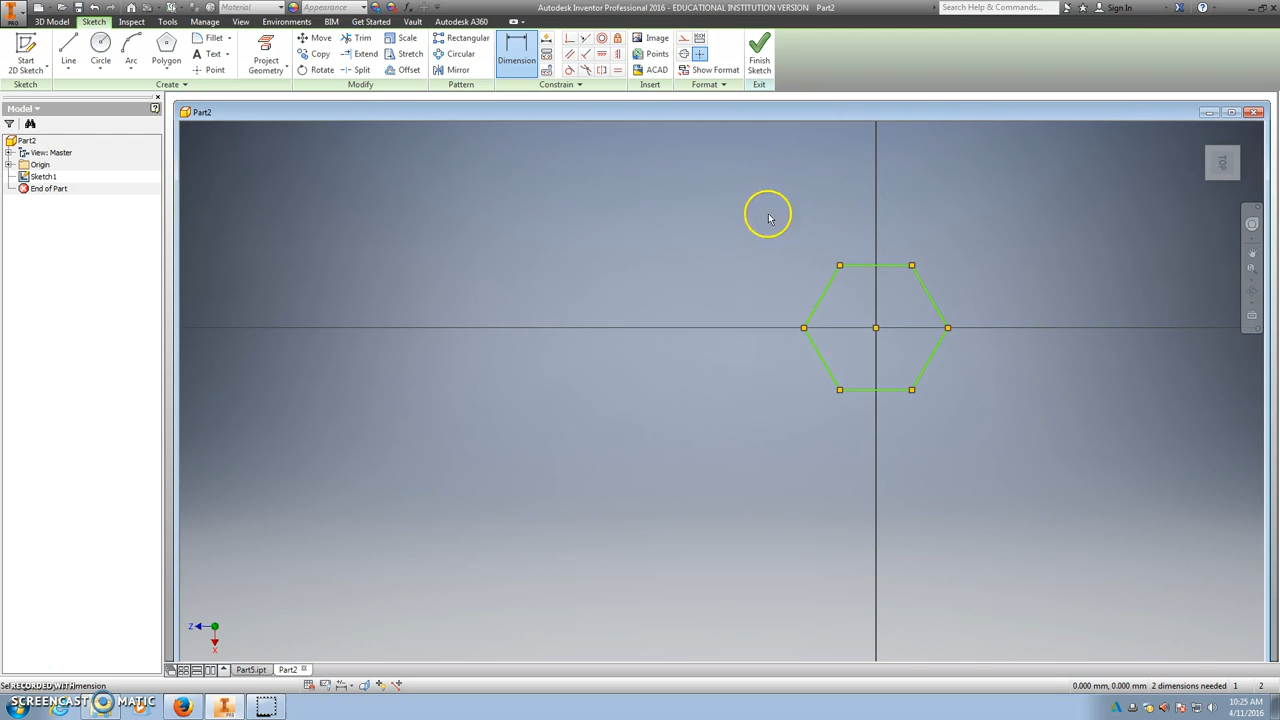 Material
Appearance
Autodesk Inventor Professional 2016 - EDUCATIONAL INSTITUTION VERSION Part2
Search Help & Commands...
Sign In
PRO
3D Model Sketch Inspect Tools Manage View Environments BIM Get Started Vault Autodesk A360
Start
2D Sketch
Line
Circle
Arc
Polygon
Fillet
Text
Point
Project
Geometry
Move
Copy
Rotate
Trim
Extend
Split
Scale
Stretch
Offset
Rectangular
Circular
Mirror
Dimension
Image
Points
ACAD
Show Format
Finish
Sketch
Sketch Create Modify Pattern Constrain Insert Format Exit
Model
Part2
Part2
View: Master
Origin
Sketch1
End of Part
TOP
Z
X
Part5.ipt Part2
RECORDED WITH
SCREENCAST MATIC
0.000 mm, 0.000 mm 2 dimensions needed 1 2
10:25 AM
4/11/2016